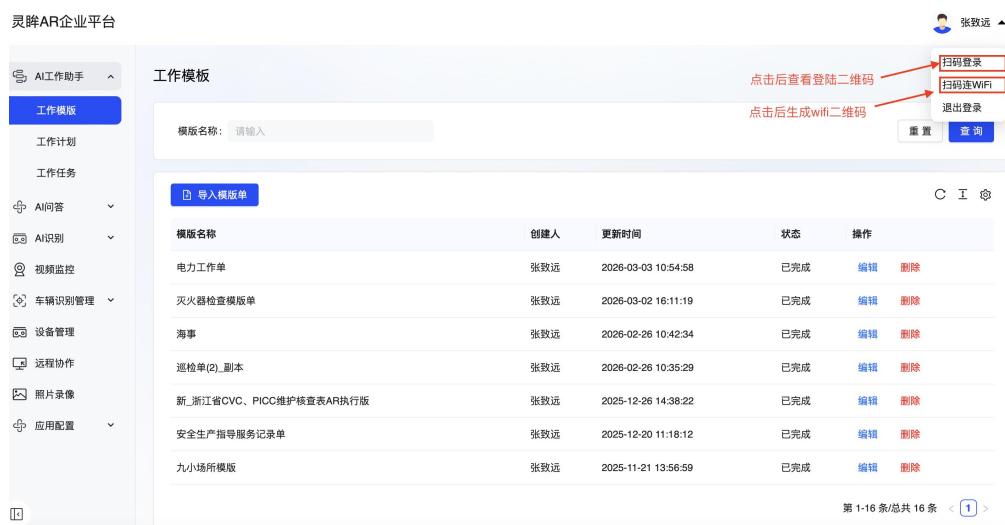 灵眸AR企业平台
张致远
扫码登录
扫码连WiFi
退出登录
点击后查看登陆二维码
点击后生成wifi二维码
AI工作助手
工作模版
工作计划
工作任务
AI问答
AI识别
视频监控
车辆识别管理
设备管理
远程协作
照片录像
应用配置
工作模板
模版名称： 请输入
重 置 查 询
导入模版单
模版名称 创建人 更新时间 状态 操作
电力工作单 张致远 2026-03-03 10:54:58 已完成 编辑 删除
灭火器检查模版单 张致远 2026-03-02 16:11:19 已完成 编辑 删除
海事 张致远 2026-02-26 10:42:34 已完成 编辑 删除
巡检单(2)_副本 张致远 2026-02-26 10:35:29 已完成 编辑 删除
新_浙江省CVC、PICC维护核查表AR执行版 张致远 2025-12-26 14:38:22 已完成 编辑 删除
安全生产指导服务记录单 张致远 2025-12-20 11:18:12 已完成 编辑 删除
九小场所模版 张致远 2025-11-21 13:56:59 已完成 编辑 删除
第 1-16 条/总共 16 条 < 1 >